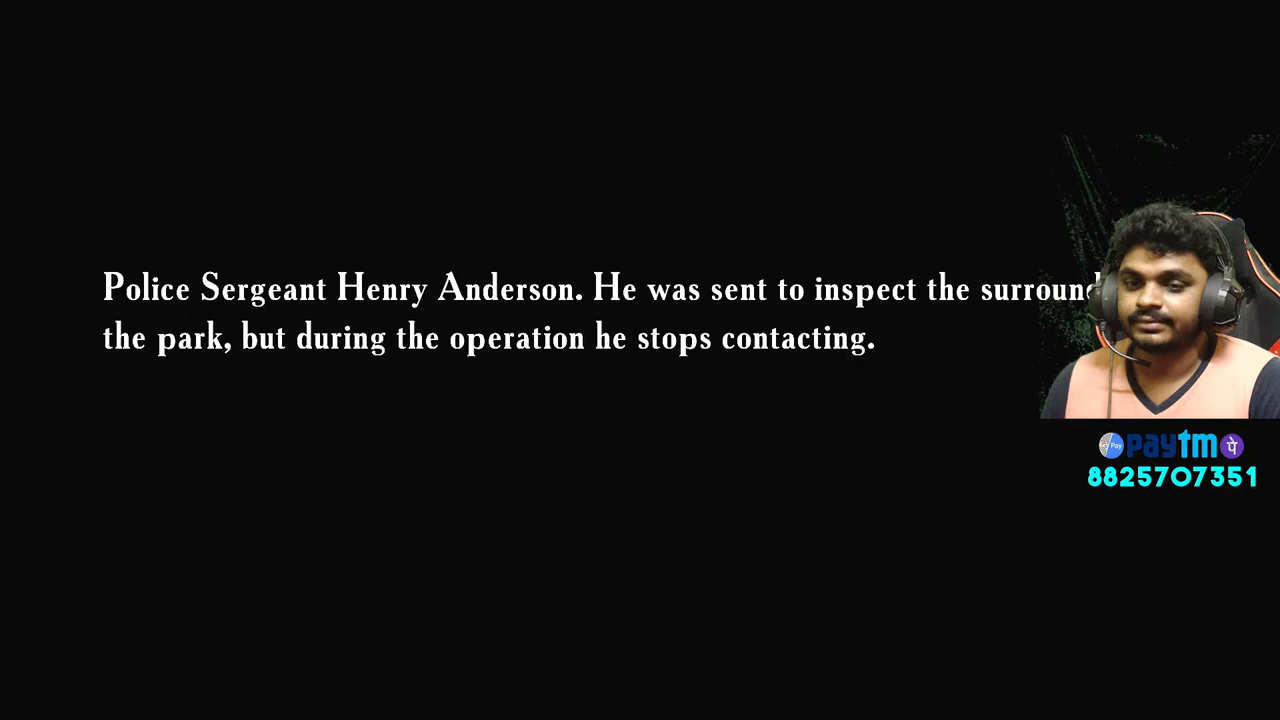 Police Sergeant Henry Anderson. He was sent to inspect the
the park, but during the operation he stops contacting.
Pay paytm पे
8825707351